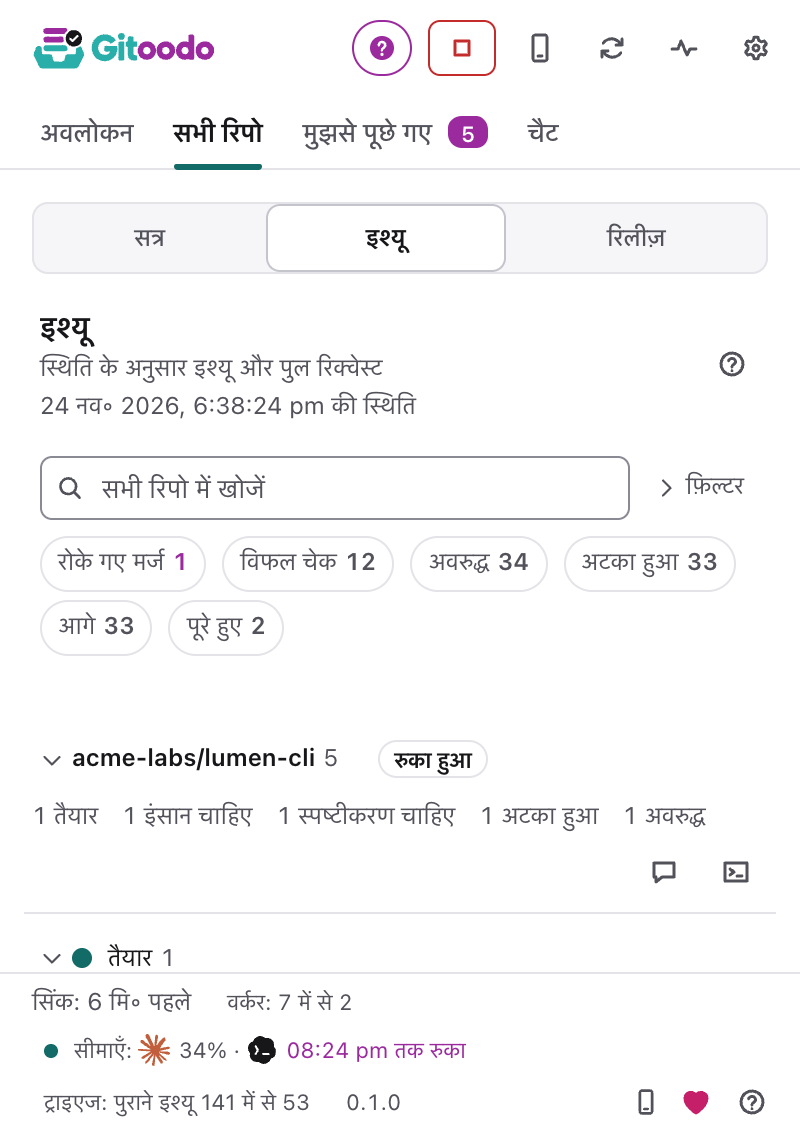 Gitoodo
अवलोकन सभी रिपो मुझसे पूछे गए 5 चैट
सत्र इश्यू रिलीज़
इश्यू
स्थिति के अनुसार इश्यू और पुल रिक्वेस्ट
24 नव॰ 2026, 6:38:24 pm की स्थिति
सभी रिपो में खोजें फ़िल्टर
रोके गए मर्ज 1 विफल चेक 12 अवरुद्ध 34 अटका हुआ 33
आगे 33 पूरे हुए 2
acme-labs/lumen-cli 5 रुका हुआ
1 तैयार 1 इंसान चाहिए 1 स्पष्टीकरण चाहिए 1 अटका हुआ 1 अवरुद्ध
तैयार 1
सिंक: 6 मि॰ पहले वर्कर: 7 में से 2
सीमाएँ: 34% · 08:24 pm तक रुका
ट्राइएज: पुराने इश्यू 141 में से 53 0.1.0